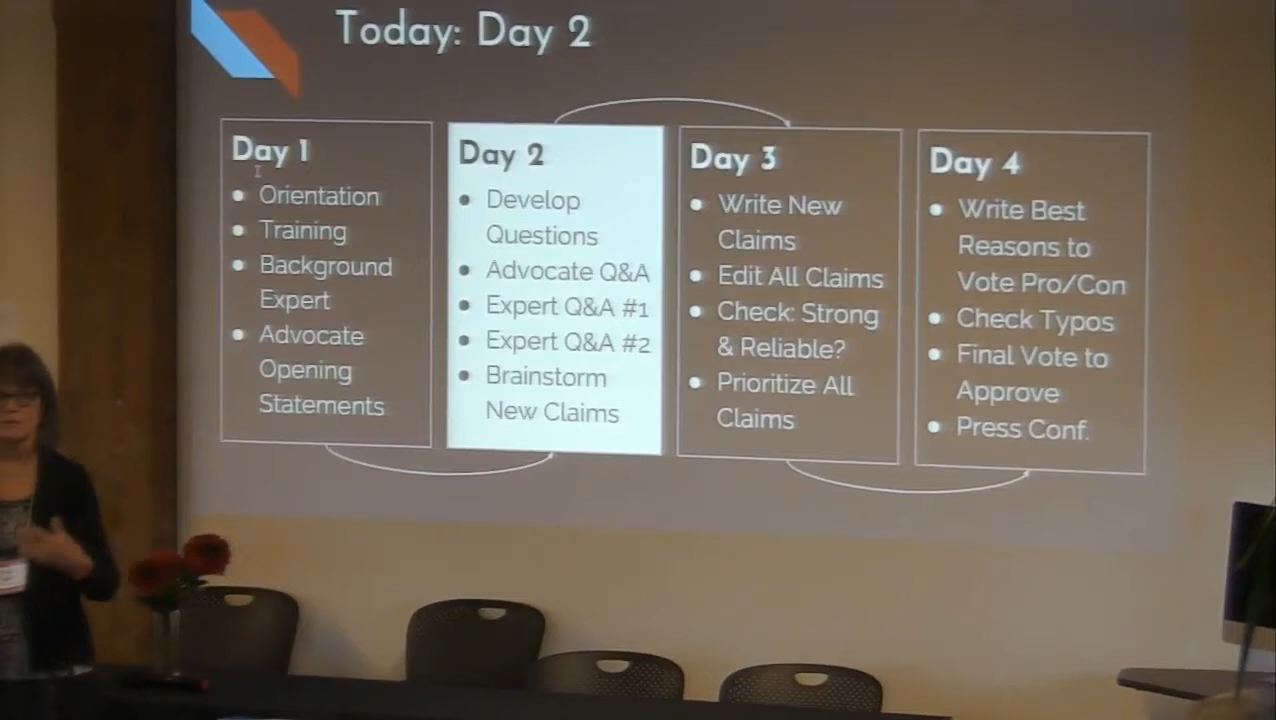 Today: Day 2
Day 1
Orientation
Training
Background
Expert
Advocate
Opening
Statements
Day 2
Develop
Questions
Advocate Q&A
Expert Q&A #1
Expert Q&A #2
Brainstorm
New Claims
Day 3
Write New
Claims
Edit All Claims
Check: Strong
& Reliable?
Prioritize All
Claims
Day 4
Write Best
Reasons to
Vote Pro/Con
Check Typos
Final Vote to
Approve
Press Conf.